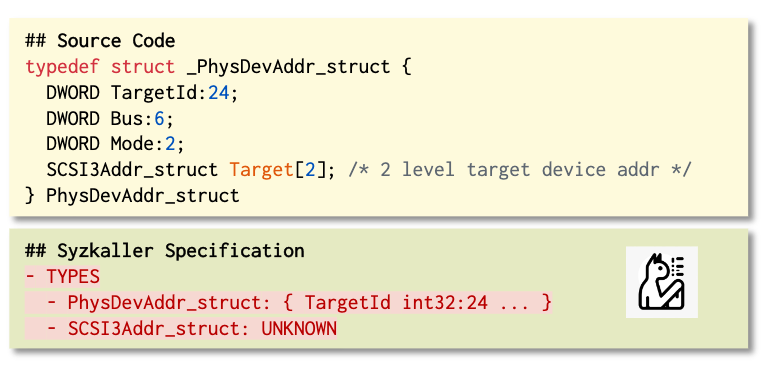 ## Source Code
typedef struct _PhysDevAddr_struct {
  DWORD TargetId:24;
  DWORD Bus:6;
  DWORD Mode:2;
  SCSI3Addr_struct Target[2]; /* 2 level target device addr */
} PhysDevAddr_struct
## Syzkaller Specification
- TYPES
  - PhysDevAddr_struct: { TargetId int32:24 ... }
  - SCSI3Addr_struct: UNKNOWN